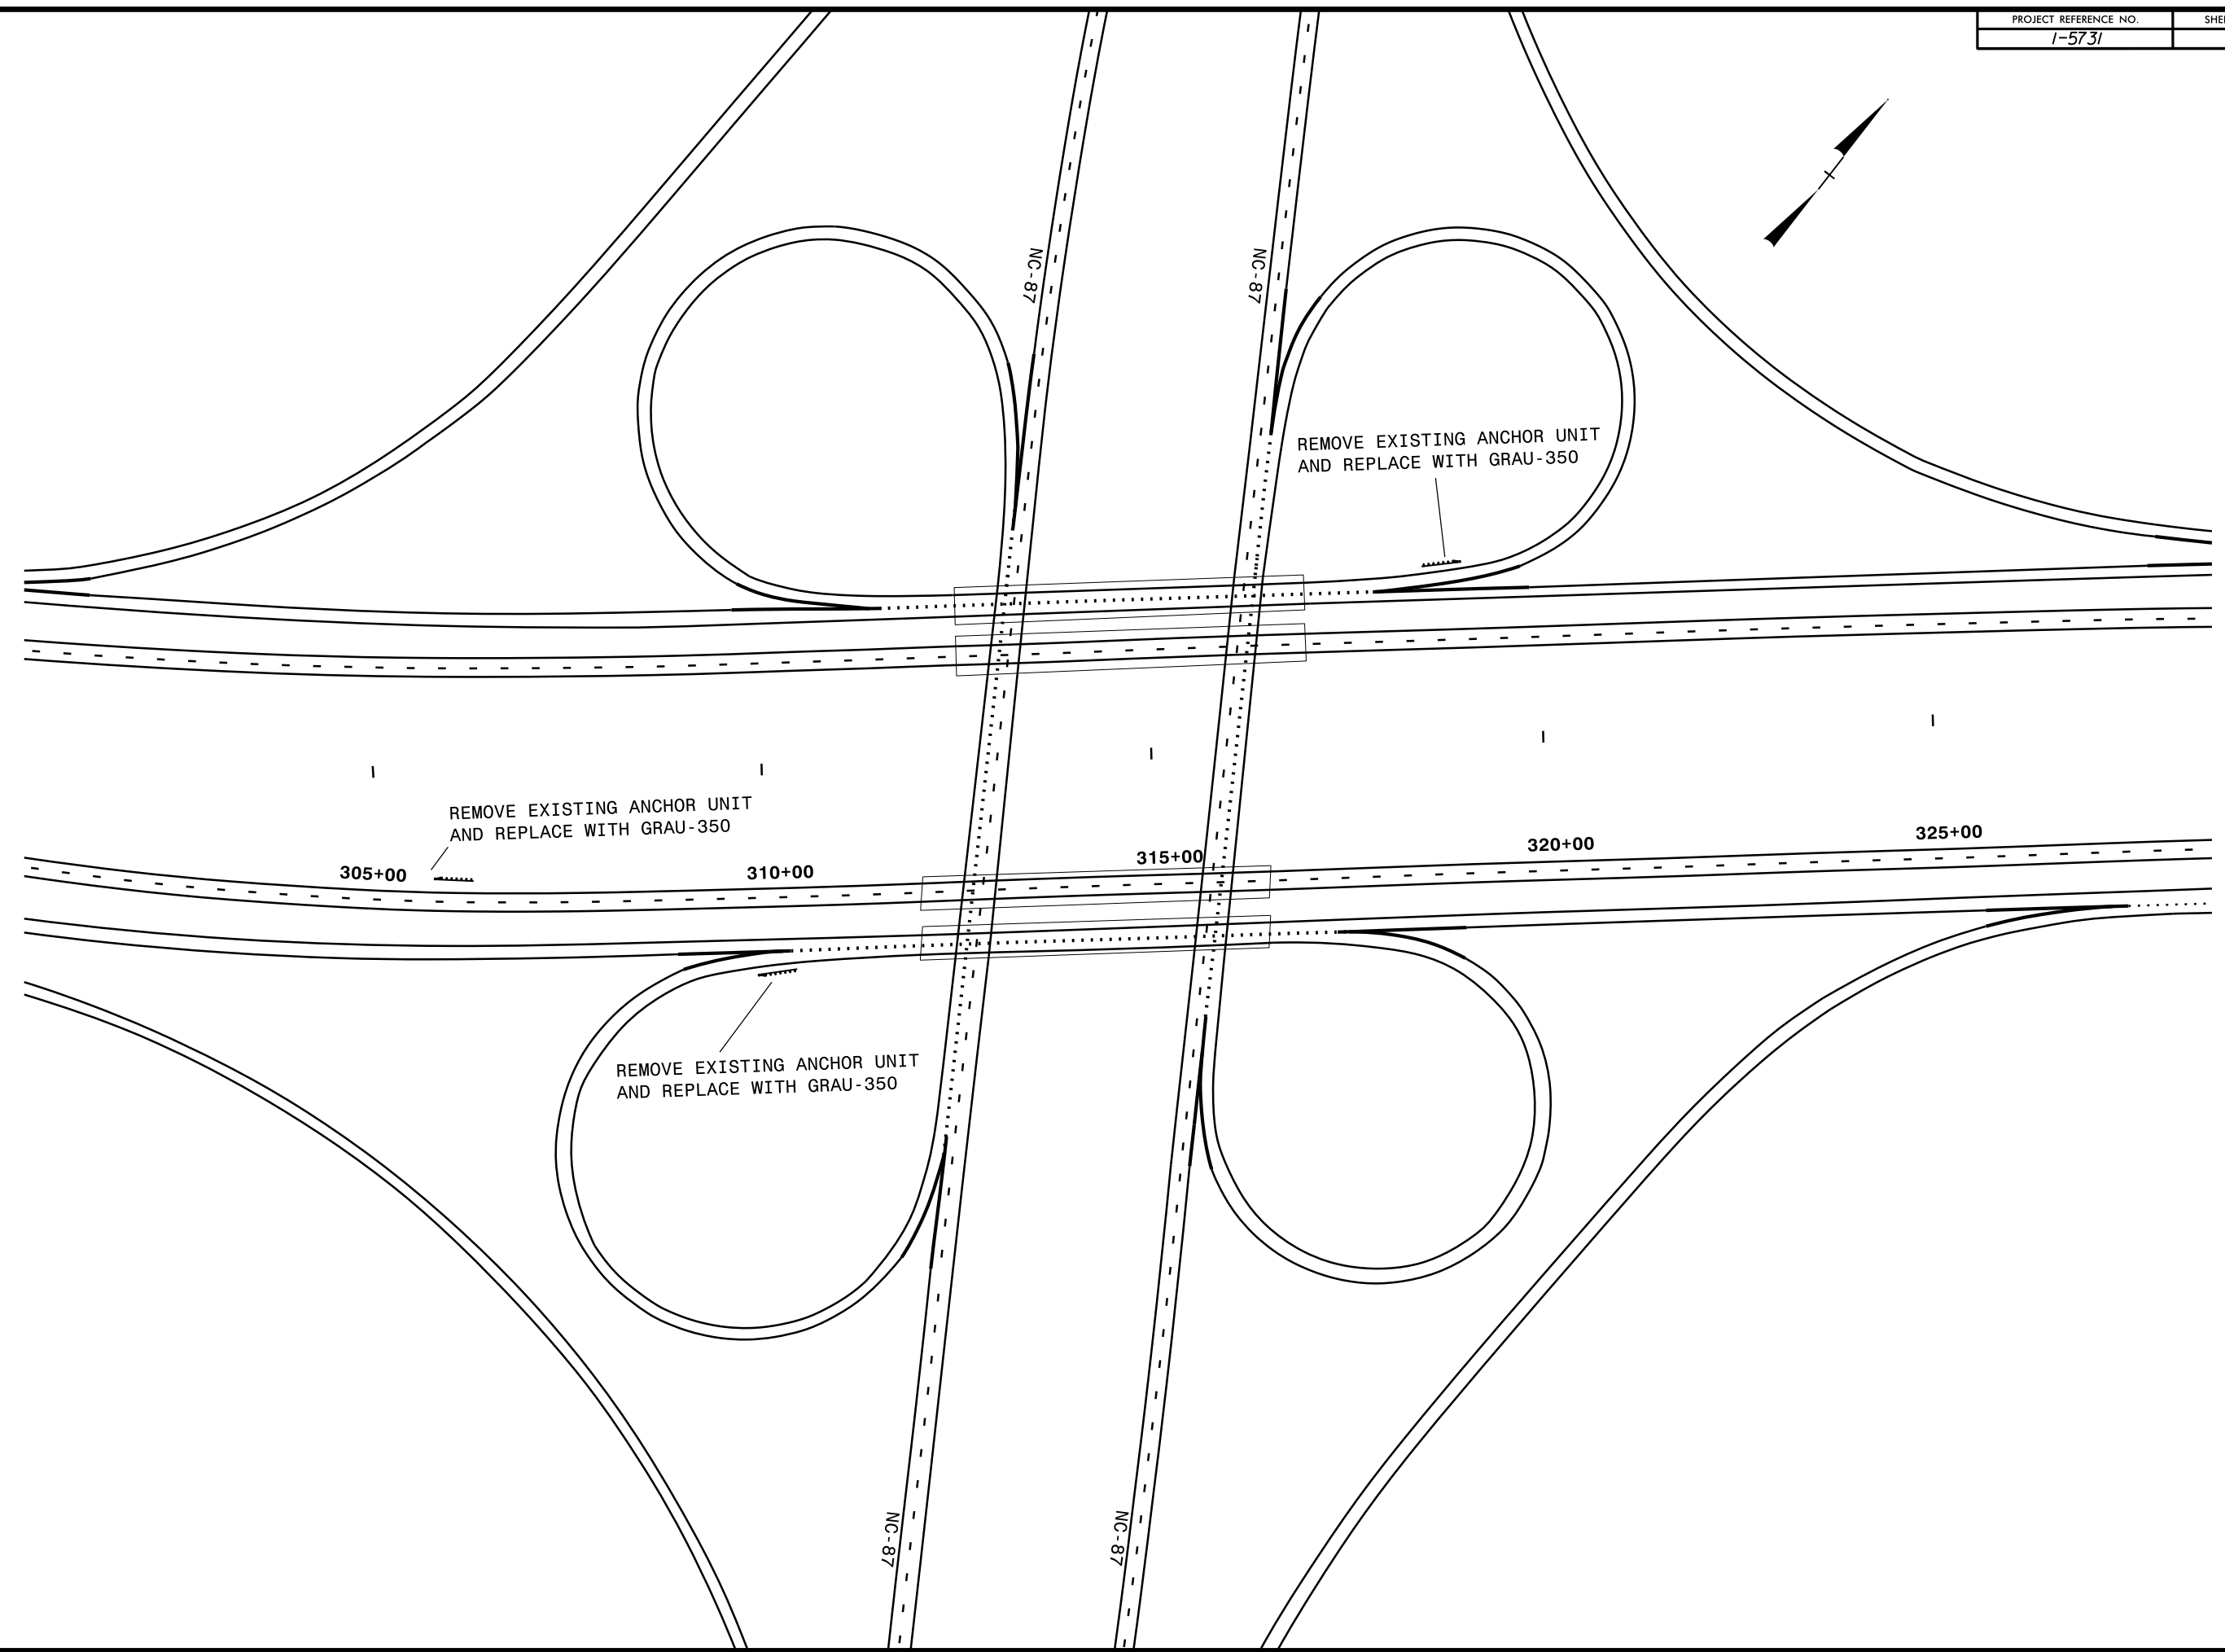 PROJECT REFERENCE NO.
SHE
I-5731
NC-87
NC-87
REMOVE EXISTING ANCHOR UNIT
AND REPLACE WITH GRAU-350
REMOVE EXISTING ANCHOR UNIT
AND REPLACE WITH GRAU-350
305+00
310+00
315+00
320+00
325+00
REMOVE EXISTING ANCHOR UNIT
AND REPLACE WITH GRAU-350
NC-87
NC-87